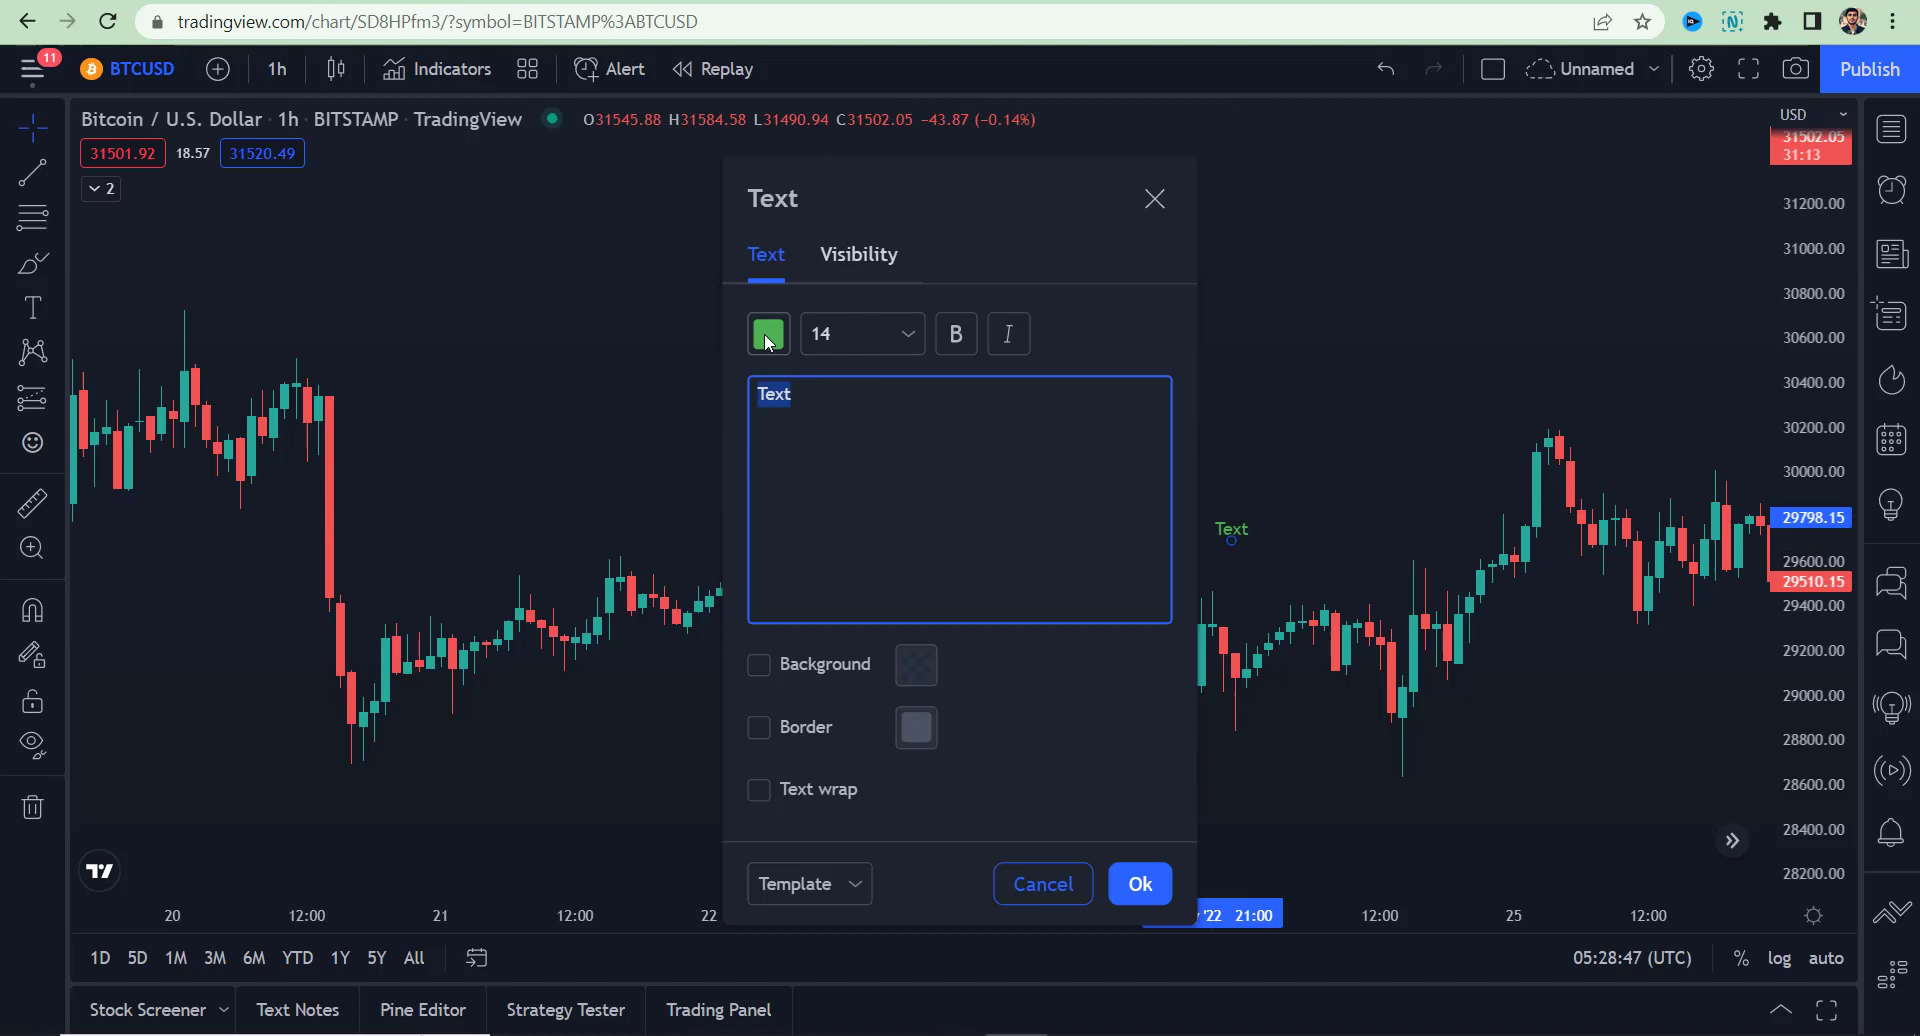 tradingview.com/chart/SD8HPfm3/?symbol=BITSTAMP%3ABTCUSD
11
BTCUSD 1h Indicators Alert Replay Unnamed Publish
Bitcoin / U.S. Dollar · 1h · BITSTAMP · TradingView O31545.88 H31584.58 L31490.94 C31502.05 −43.87 (−0.14%)
31501.92 18.57 31520.49
2
USD
31502.05
31:13
31200.00
31000.00
30800.00
30600.00
30400.00
30200.00
30000.00
29798.15
29600.00
29510.15
29400.00
29200.00
29000.00
28800.00
28600.00
28400.00
28200.00
Text
Text Visibility
14 B I
Text
Text
Background
Border
Text wrap
Template Cancel Ok
20 12:00 21 12:00 22 '22 21:00 12:00 25 12:00
1D 5D 1M 3M 6M YTD 1Y 5Y All 05:28:47 (UTC) % log auto
Stock Screener Text Notes Pine Editor Strategy Tester Trading Panel